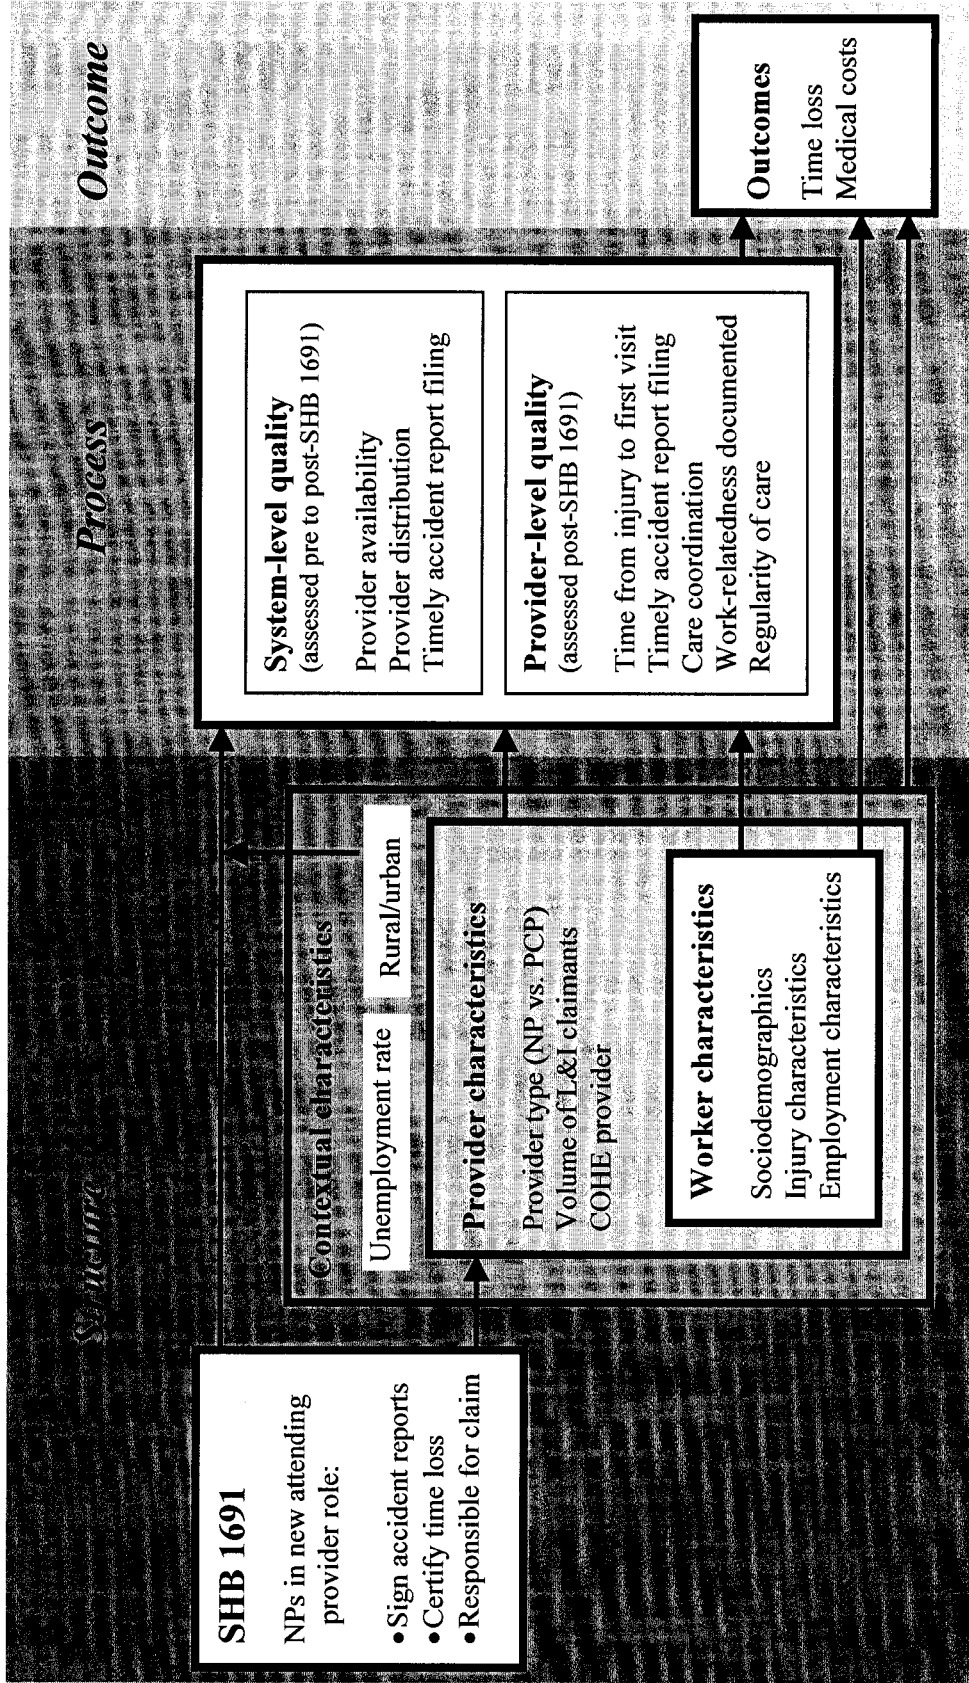 Structure
Process
Outcome
SHB 1691
NPs in new attending
provider role:
•Sign accident reports
•Certify time loss
•Responsible for claim
Contextual characteristics
Unemployment rate
Rural/urban
Provider characteristics
Provider type (NP vs. PCP)
Volume of L&I claimants
COHE provider
Worker characteristics
Sociodemographics
Injury characteristics
Employment characteristics
System-level quality
(assessed pre to post-SHB 1691)
Provider availability
Provider distribution
Timely accident report filing
Provider-level quality
(assessed post-SHB 1691)
Time from injury to first visit
Timely accident report filing
Care coordination
Work-relatedness documented
Regularity of care
Outcomes
Time loss
Medical costs